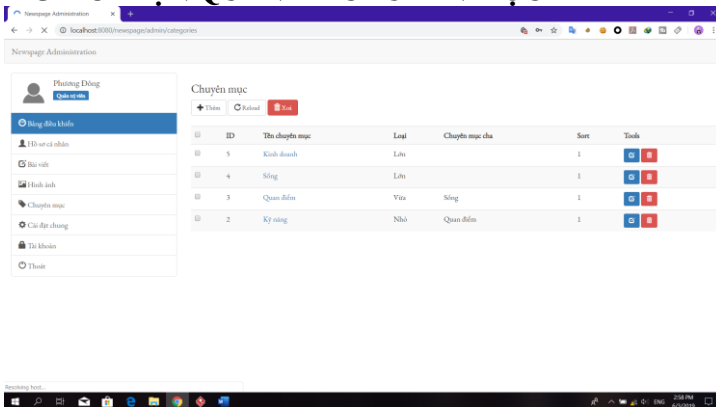 Newspage Administration
localhost:8080/newspage/admin/categories
Newspage Administration
Phương Đông
Quản trị viên
Bảng điều khiển
Hồ sơ cá nhân
Bài viết
Hình ảnh
Chuyên mục
Cài đặt chung
Tài khoản
Thoát
Chuyên mục
Thêm Reload Xoá
ID Tên chuyên mục Loại Chuyên mục cha Sort Tools
5 Kinh doanh Lớn 1
4 Sống Lớn 1
3 Quan điểm Vừa Sống 1
2 Kỹ năng Nhỏ Quan điểm 1
Resolving host...
ENG
2:58 PM
6/5/2019